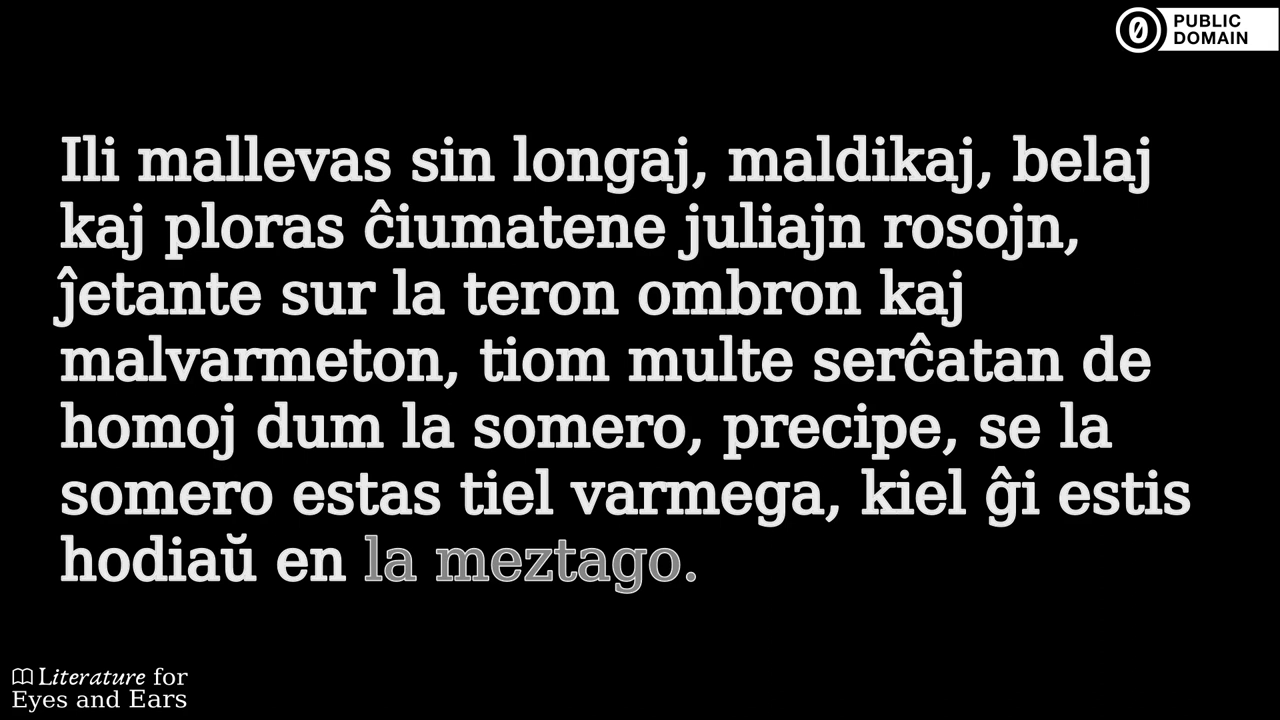 PUBLIC
DOMAIN
Ili mallevas sin longaj, maldikaj, belaj
kaj ploras ĉiumatene juliajn rosojn,
ĵetante sur la teron ombron kaj
malvarmeton, tiom multe serĉatan de
homoj dum la somero, precipe, se la
somero estas tiel varmega, kiel ĝi estis
hodiaŭ en la meztago.
Literature for
Eyes and Ears